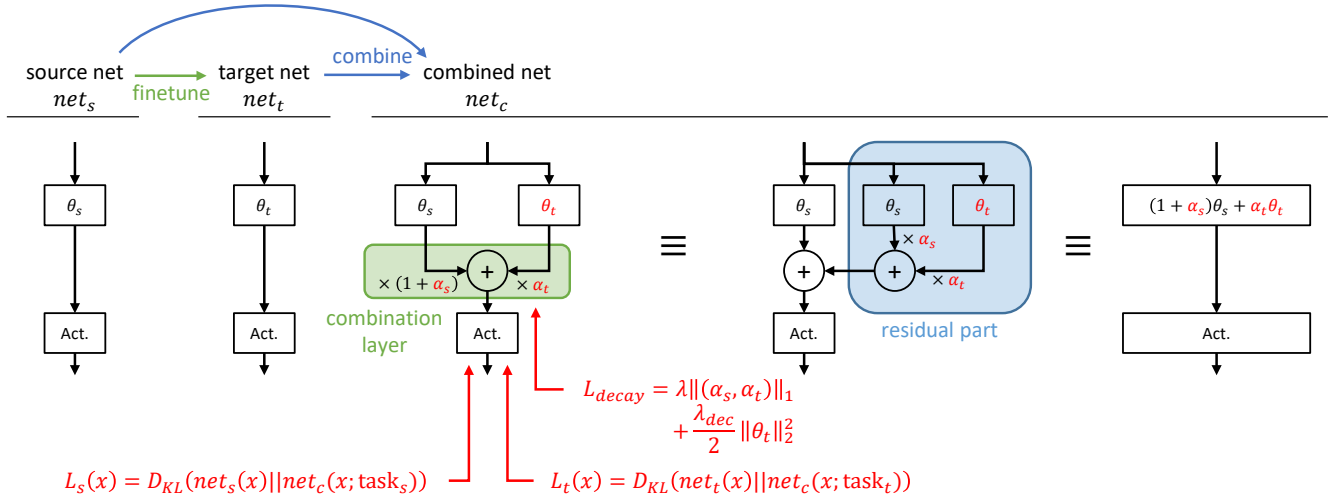 combine
source net
target net
combined net
finetune
net_s
net_t
net_c
θ_s
θ_t
θ_s
θ_t
≡
θ_s
θ_s
θ_t
≡
(1 + α_s)θ_s + α_tθ_t
× α_s
+
× (1 + α_s)
× α_t
+
+
× α_t
combination
layer
residual part
Act.
Act.
Act.
Act.
Act.
L_decay = λ‖(α_s, α_t)‖_1
+ λ_dec/2 ‖θ_t‖_2^2
L_s(x) = D_KL(net_s(x)||net_c(x; task_s))
L_t(x) = D_KL(net_t(x)||net_c(x; task_t))